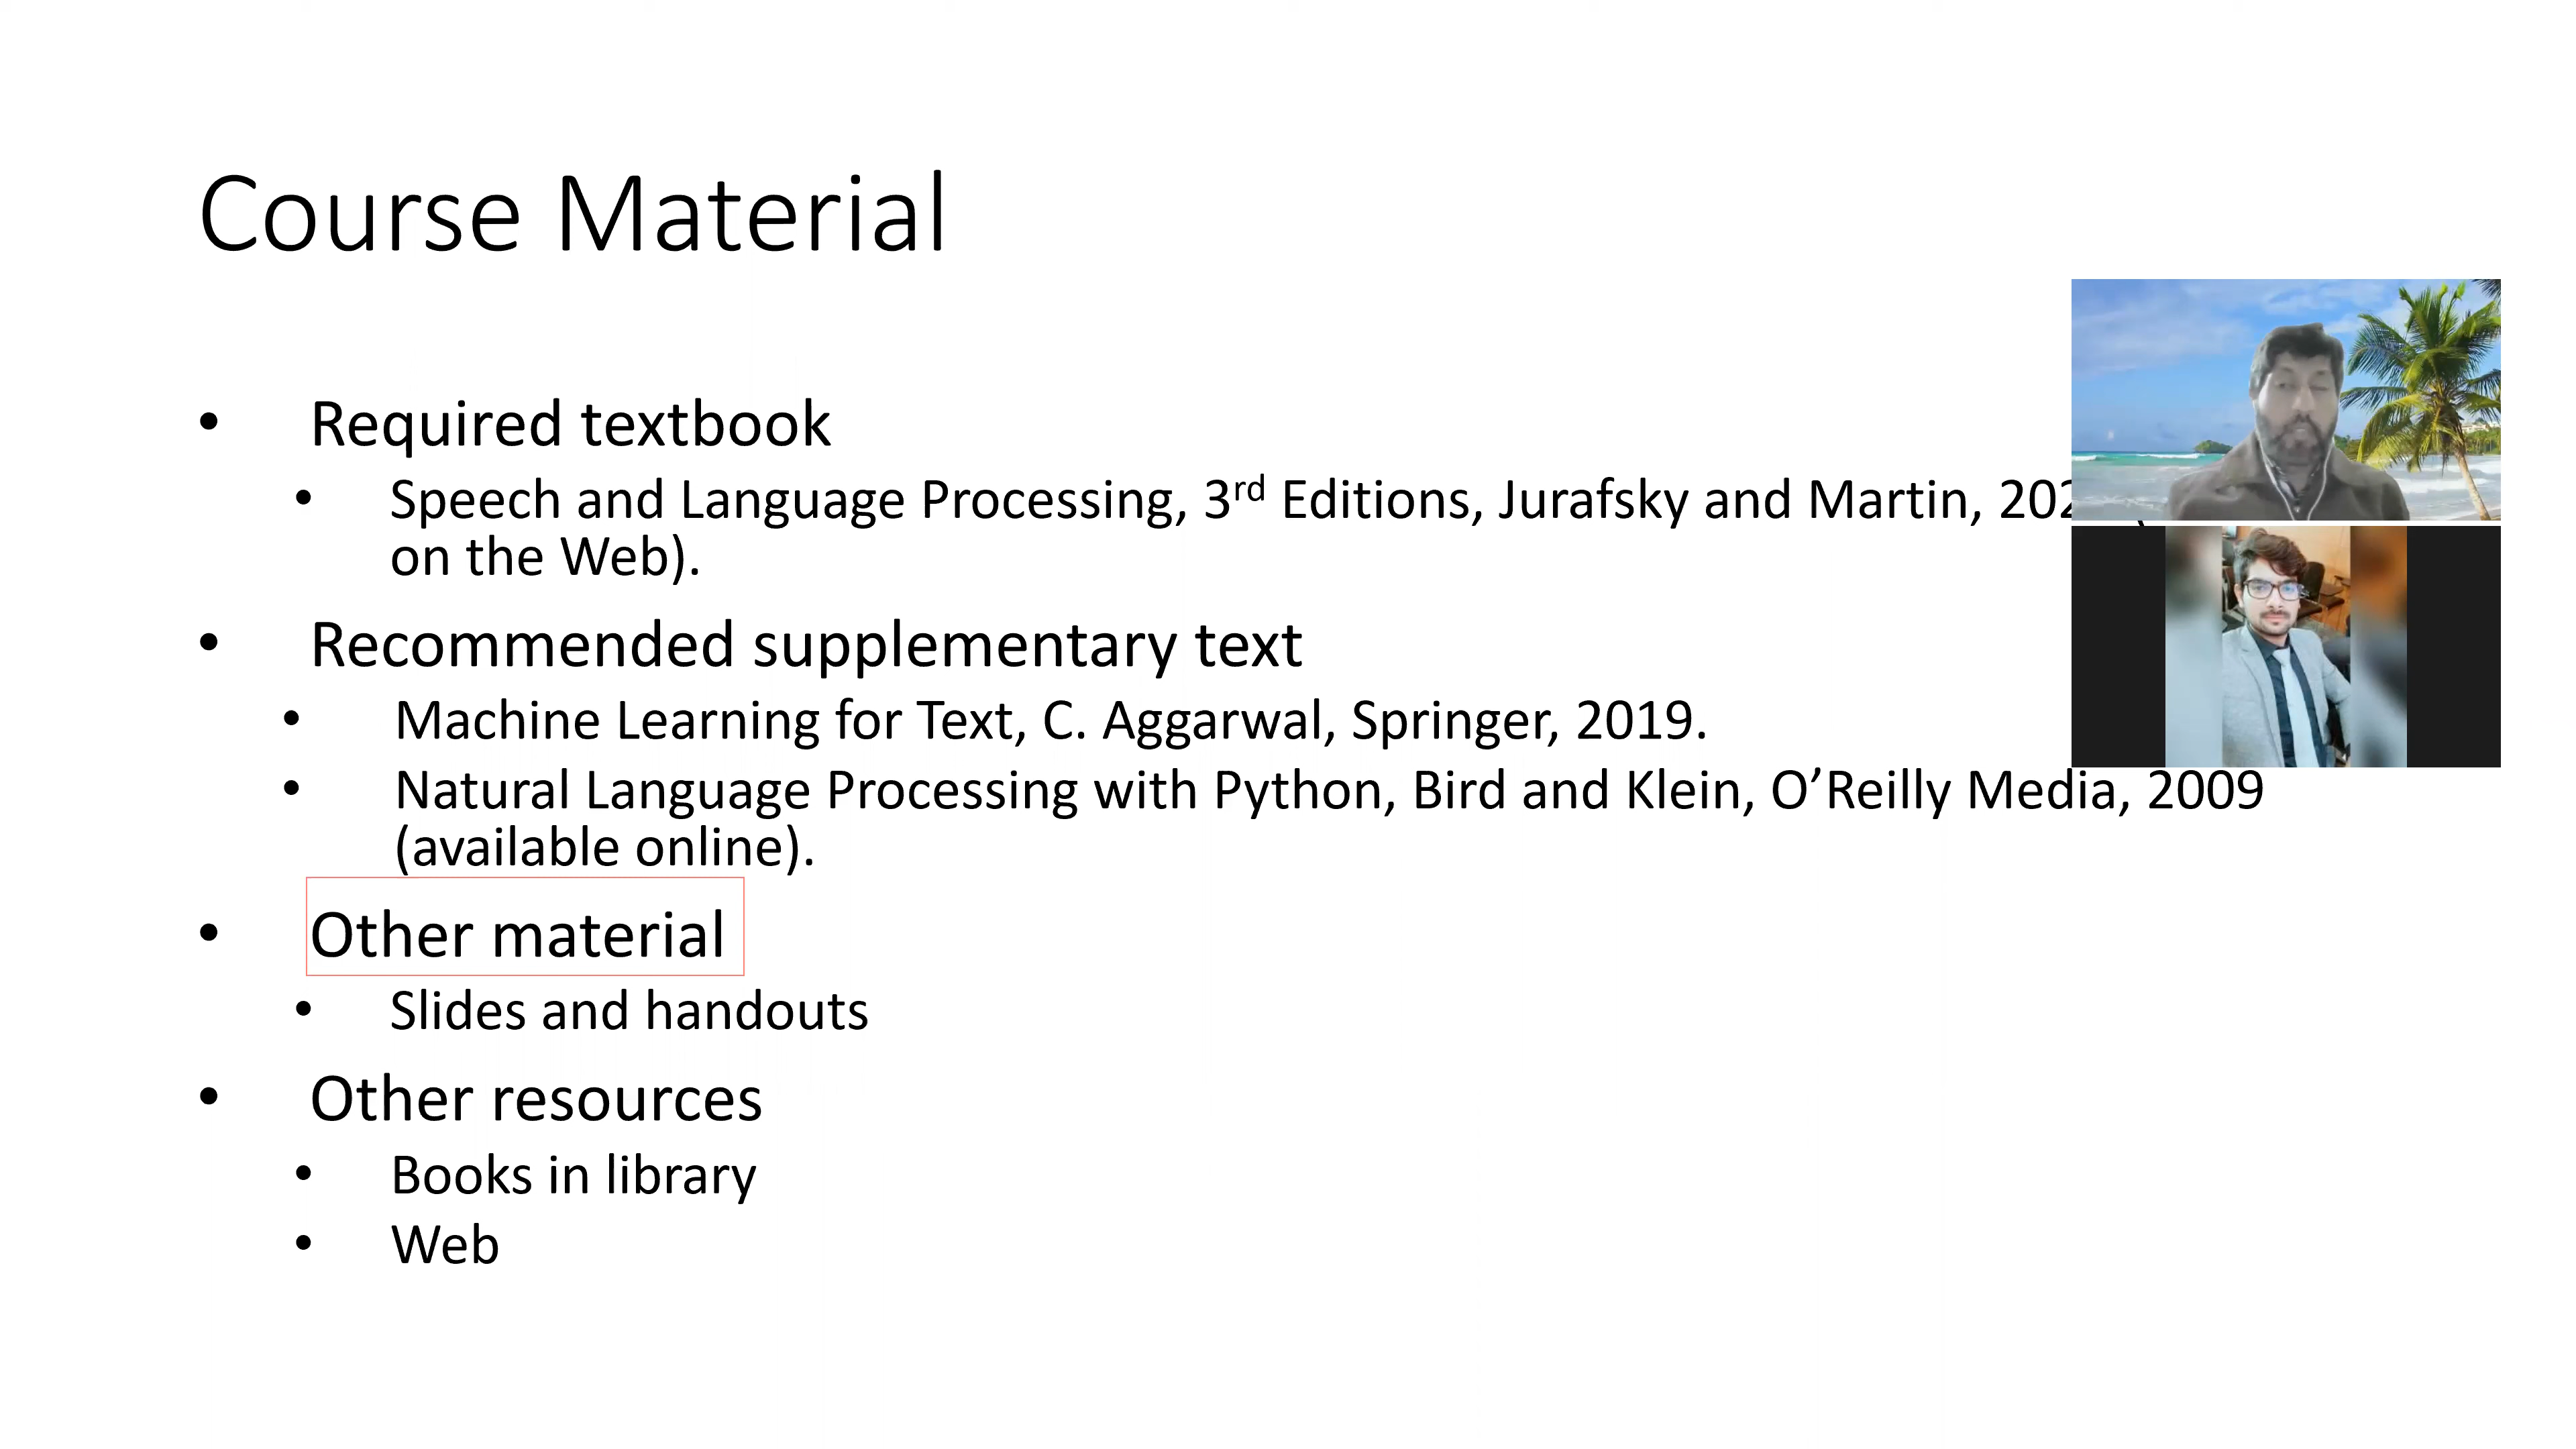 Course Material
• Required textbook
• Speech and Language Processing, 3rd Editions, Jurafsky and Martin,
on the Web).
• Recommended supplementary text
• Machine Learning for Text, C. Aggarwal, Springer, 2019.
• Natural Language Processing with Python, Bird and Klein, O’Reilly Media, 2009
(available online).
• Other material
• Slides and handouts
• Other resources
• Books in library
• Web